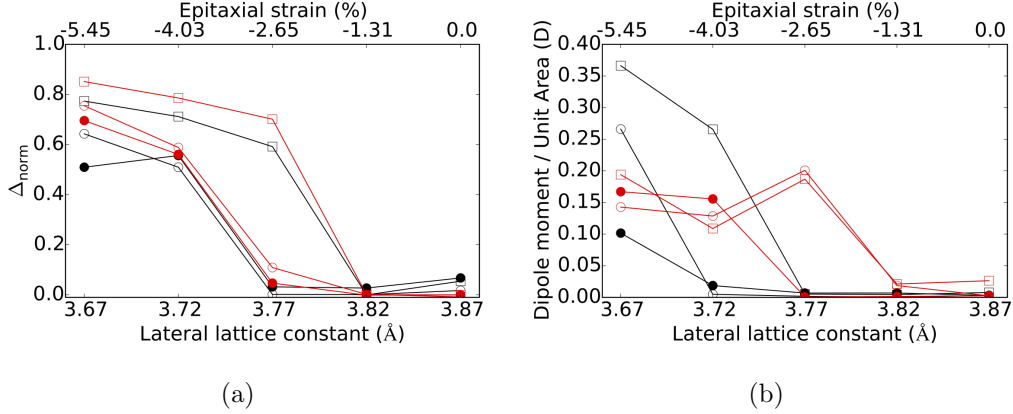 Epitaxial strain (%)
-5.45 -4.03 -2.65 -1.31 0.0
1.0
0.8
0.6
0.4
0.2
0.0
Δnorm
3.67 3.72 3.77 3.82 3.87
Lateral lattice constant (Å)
(a)
Epitaxial strain (%)
-5.45 -4.03 -2.65 -1.31 0.0
0.40
0.35
0.30
0.25
0.20
0.15
0.10
0.05
0.00
Dipole moment / Unit Area (D)
3.67 3.72 3.77 3.82 3.87
Lateral lattice constant (Å)
(b)